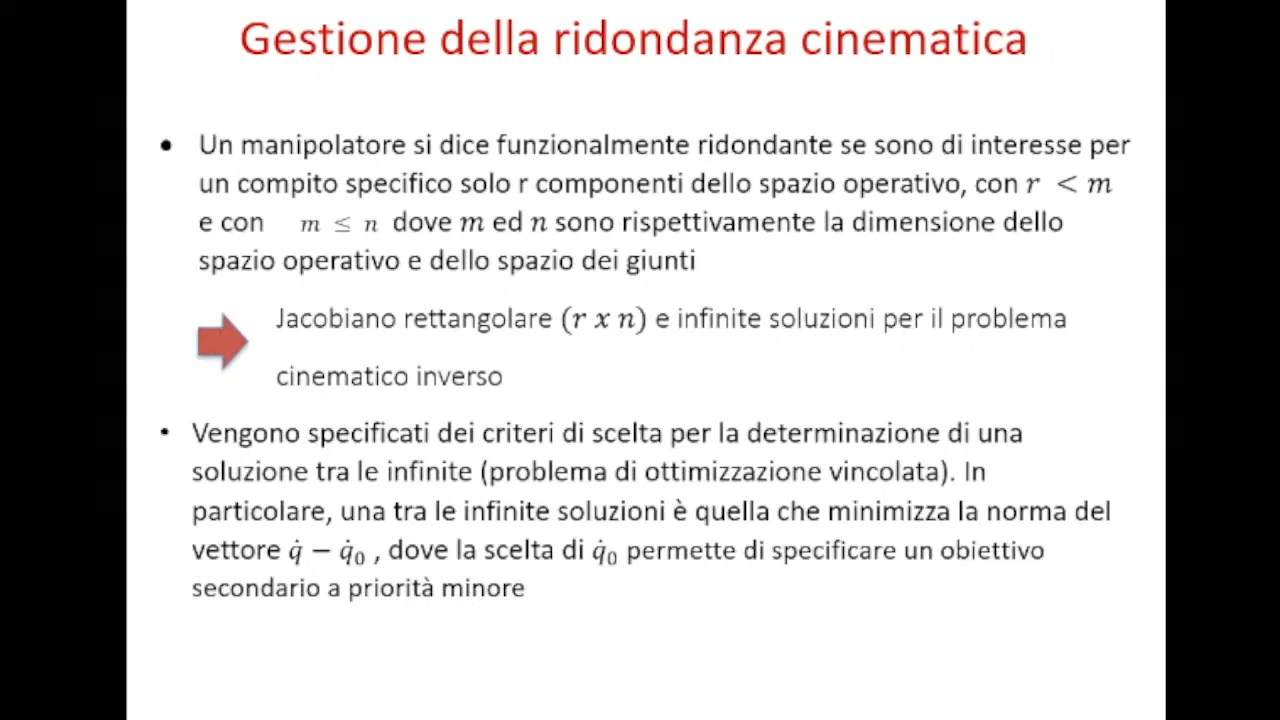 Gestione della ridondanza cinematica
• Un manipolatore si dice funzionalmente ridondante se sono di interesse per
un compito specifico solo r componenti dello spazio operativo, con r < m
e con m ≤ n dove m ed n sono rispettivamente la dimensione dello
spazio operativo e dello spazio dei giunti
Jacobiano rettangolare (r x n) e infinite soluzioni per il problema
cinematico inverso
• Vengono specificati dei criteri di scelta per la determinazione di una
soluzione tra le infinite (problema di ottimizzazione vincolata). In
particolare, una tra le infinite soluzioni è quella che minimizza la norma del
vettore q̇ − q̇₀ , dove la scelta di q̇₀ permette di specificare un obiettivo
secondario a priorità minore